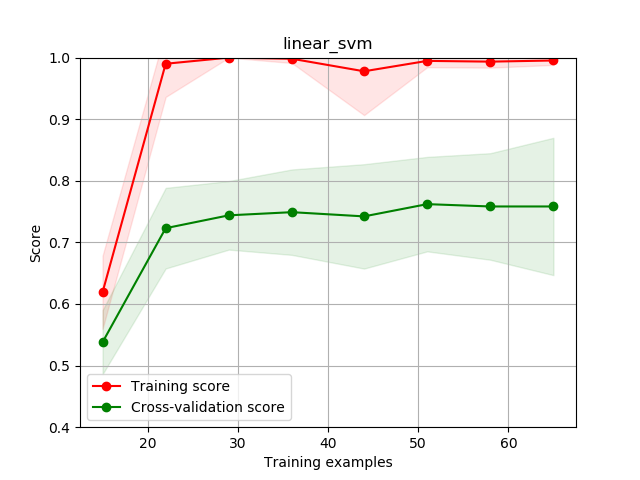 linear_svm
1.0
0.9
0.8
0.7
0.6
0.5
0.4
Score
Training score
Cross-validation score
20 30 40 50 60
Training examples